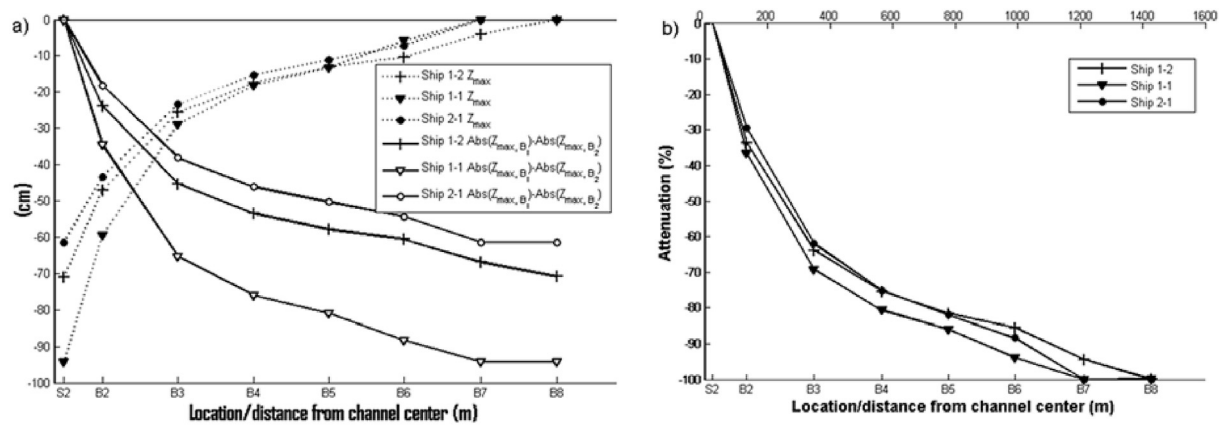 a)
0
-10
-20
-30
-40
-50
-60
-70
-80
-90
-100
(cm)
Ship 1-2 Zmax
Ship 1-1 Zmax
Ship 2-1 Zmax
Ship 1-2 Abs(Zmax, B1)-Abs(Zmax, B2)
Ship 1-1 Abs(Zmax, B1)-Abs(Zmax, B2)
Ship 2-1 Abs(Zmax, B1)-Abs(Zmax, B2)
S2 B2 B3 B4 B5 B6 B7 B8
Location/distance from channel center (m)
b)
0 200 400 600 800 1000 1200 1400 1600
0
-10
-20
-30
-40
-50
-60
-70
-80
-90
-100
Attenuation (%)
Ship 1-2
Ship 1-1
Ship 2-1
S2 B2 B3 B4 B5 B6 B7 B8
Location/distance from channel center (m)